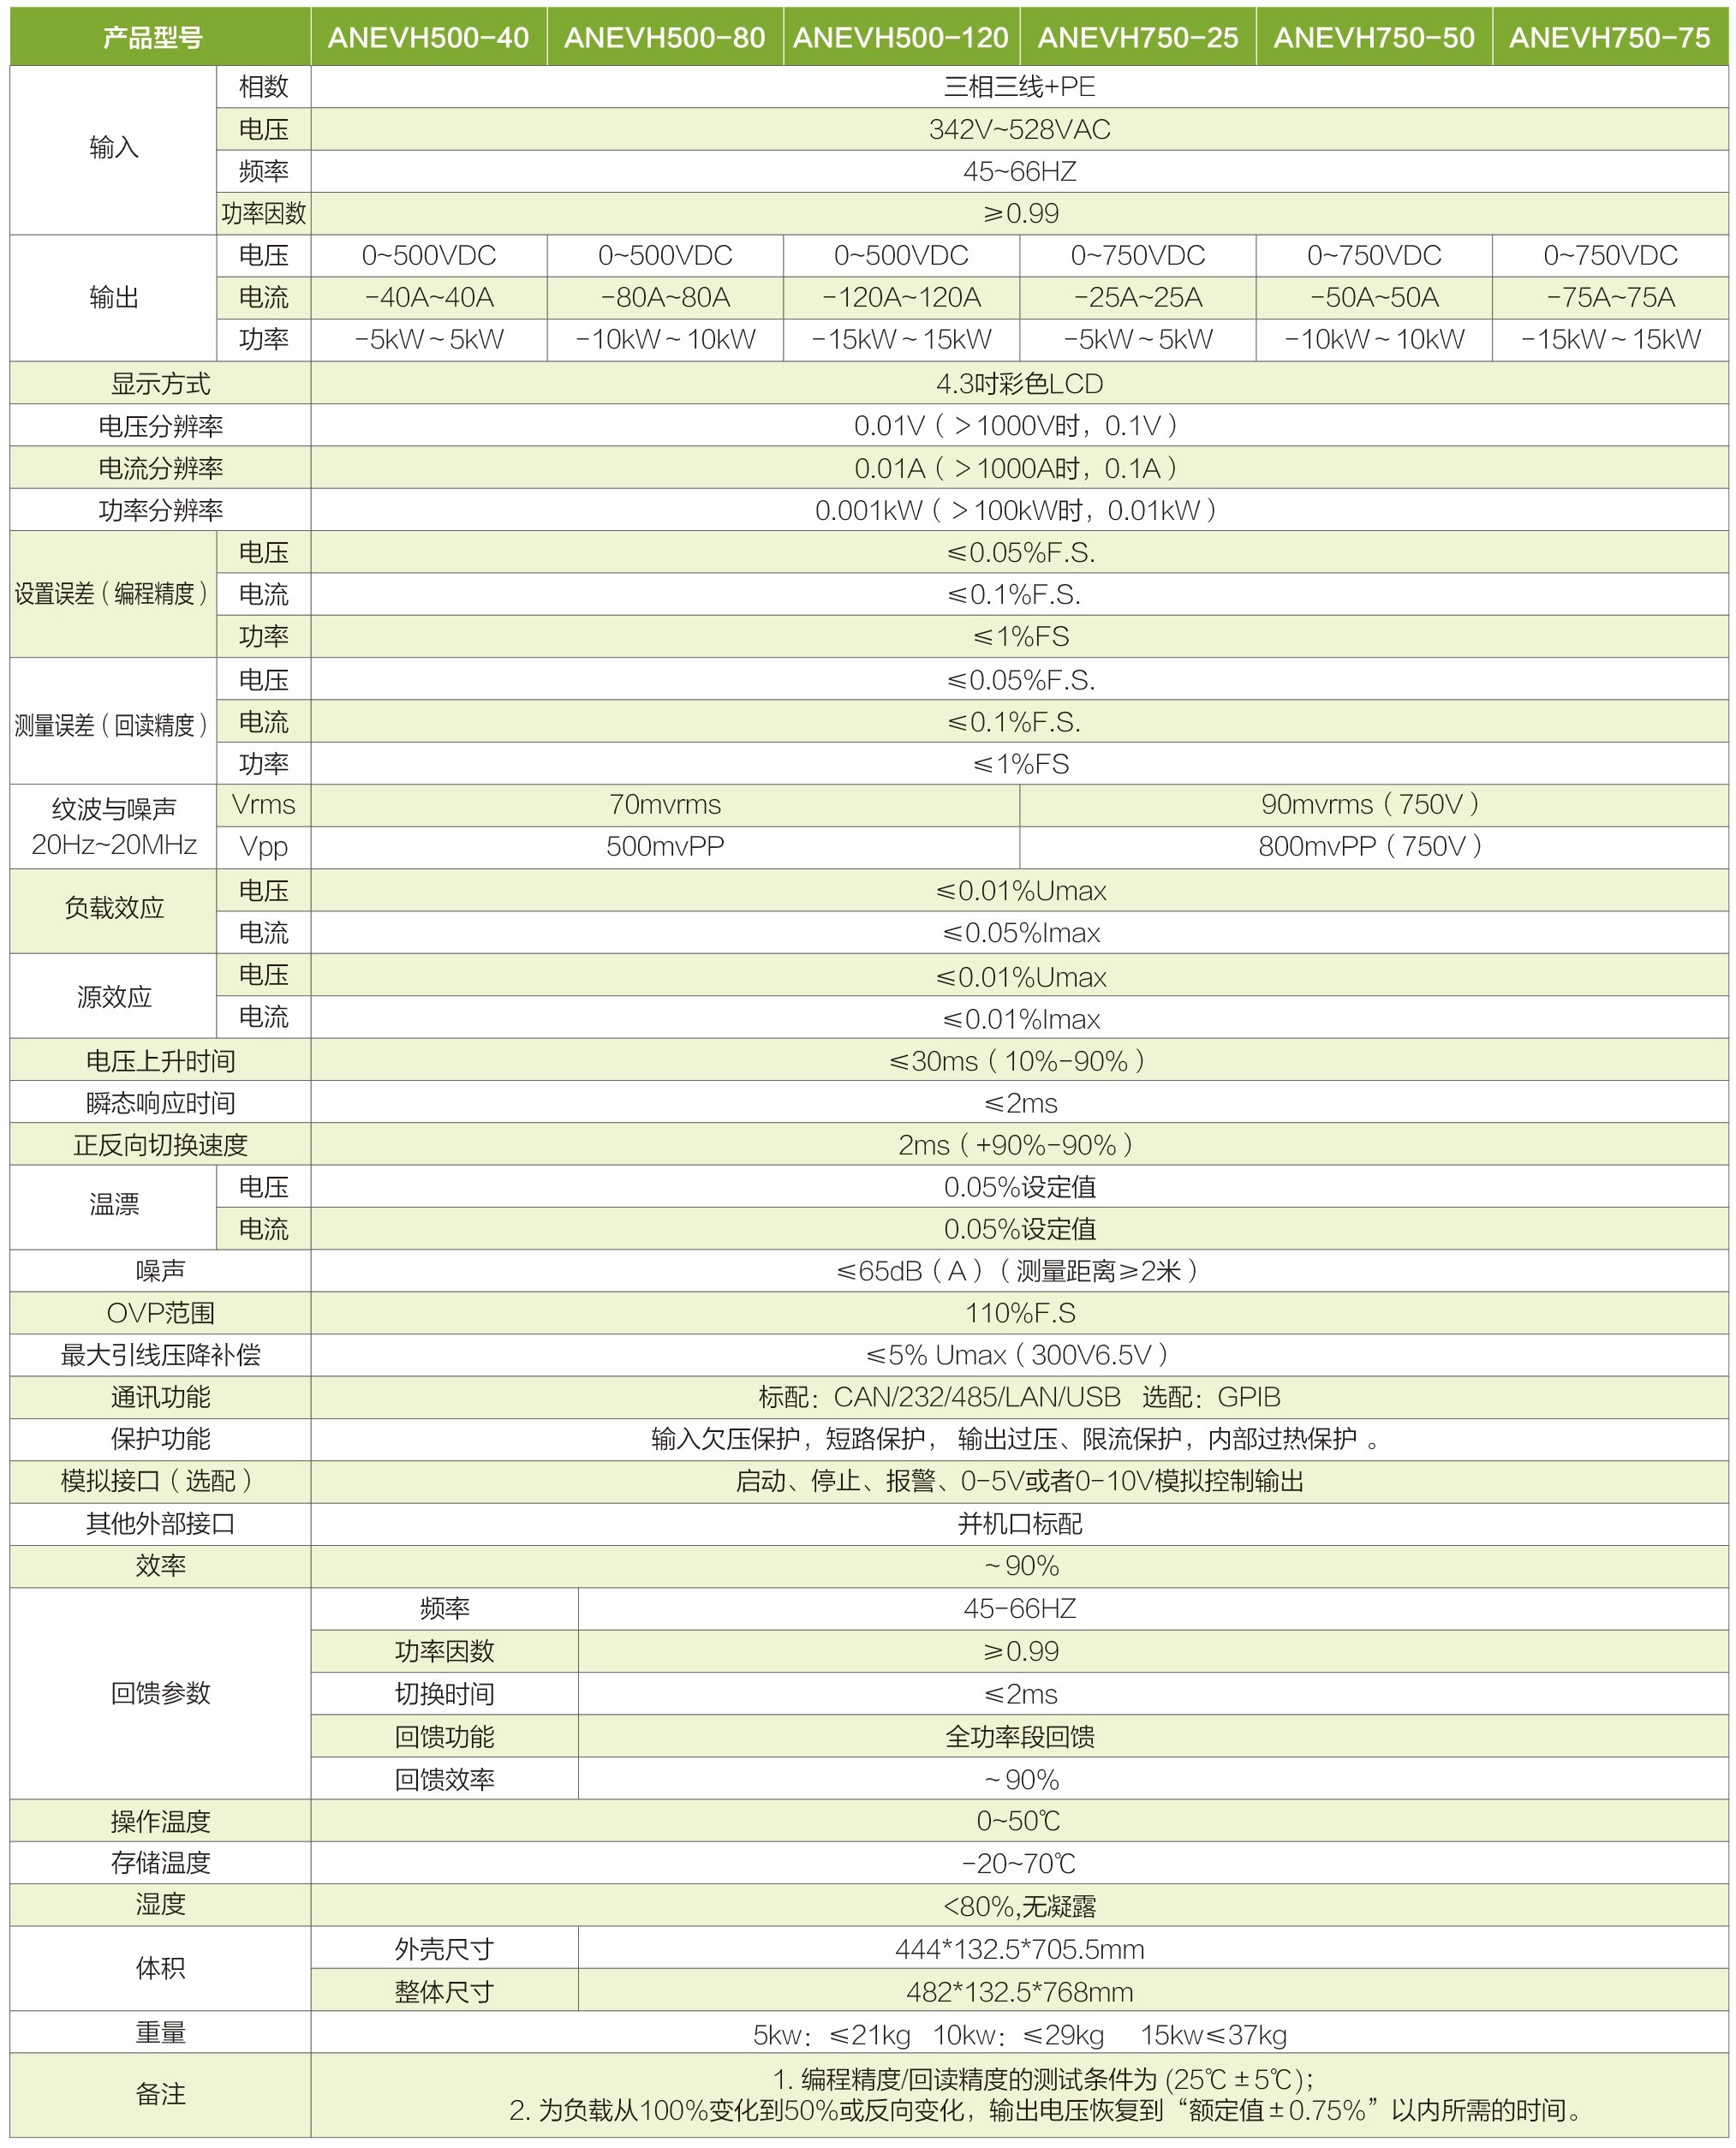 产品型号 ANEVH500-40 ANEVH500-80 ANEVH500-120 ANEVH750-25 ANEVH750-50 ANEVH750-75
输入
相数 三相三线+PE
电压 342V~528VAC
频率 45~66HZ
功率因数 ≥0.99
输出
电压 0~500VDC 0~500VDC 0~500VDC 0~750VDC 0~750VDC 0~750VDC
电流 -40A~40A -80A~80A -120A~120A -25A~25A -50A~50A -75A~75A
功率 -5kW~5kW -10kW~10kW -15kW~15kW -5kW~5kW -10kW~10kW -15kW~15kW
显示方式 4.3吋彩色LCD
电压分辨率 0.01V（>1000V时，0.1V）
电流分辨率 0.01A（>1000A时，0.1A）
功率分辨率 0.001kW（>100kW时，0.01kW）
设置误差（编程精度）
电压 ≤0.05%F.S.
电流 ≤0.1%F.S.
功率 ≤1%FS
测量误差（回读精度）
电压 ≤0.05%F.S.
电流 ≤0.1%F.S.
功率 ≤1%FS
纹波与噪声
20Hz~20MHz
Vrms 70mvrms 90mvrms（750V）
Vpp 500mvPP 800mvPP（750V）
负载效应
电压 ≤0.01%Umax
电流 ≤0.05%Imax
源效应
电压 ≤0.01%Umax
电流 ≤0.01%Imax
电压上升时间 ≤30ms（10%-90%）
瞬态响应时间 ≤2ms
正反向切换速度 2ms（+90%-90%）
温漂
电压 0.05%设定值
电流 0.05%设定值
噪声 ≤65dB（A）（测量距离≥2米）
OVP范围 110%F.S
最大引线压降补偿 ≤5% Umax（300V6.5V）
通讯功能 标配：CAN/232/485/LAN/USB 选配：GPIB
保护功能 输入欠压保护，短路保护， 输出过压、限流保护，内部过热保护 。
模拟接口（选配） 启动、停止、报警、0-5V或者0-10V模拟控制输出
其他外部接口 并机口标配
效率 ~90%
回馈参数
频率 45-66HZ
功率因数 ≥0.99
切换时间 ≤2ms
回馈功能 全功率段回馈
回馈效率 ~90%
操作温度 0~50℃
存储温度 -20~70℃
湿度 <80%,无凝露
体积
外壳尺寸 444*132.5*705.5mm
整体尺寸 482*132.5*768mm
重量 5kw：≤21kg 10kw：≤29kg 15kw≤37kg
备注
1. 编程精度/回读精度的测试条件为 (25℃±5℃)；
2. 为负载从100%变化到50%或反向变化，输出电压恢复到“额定值±0.75%”以内所需的时间。